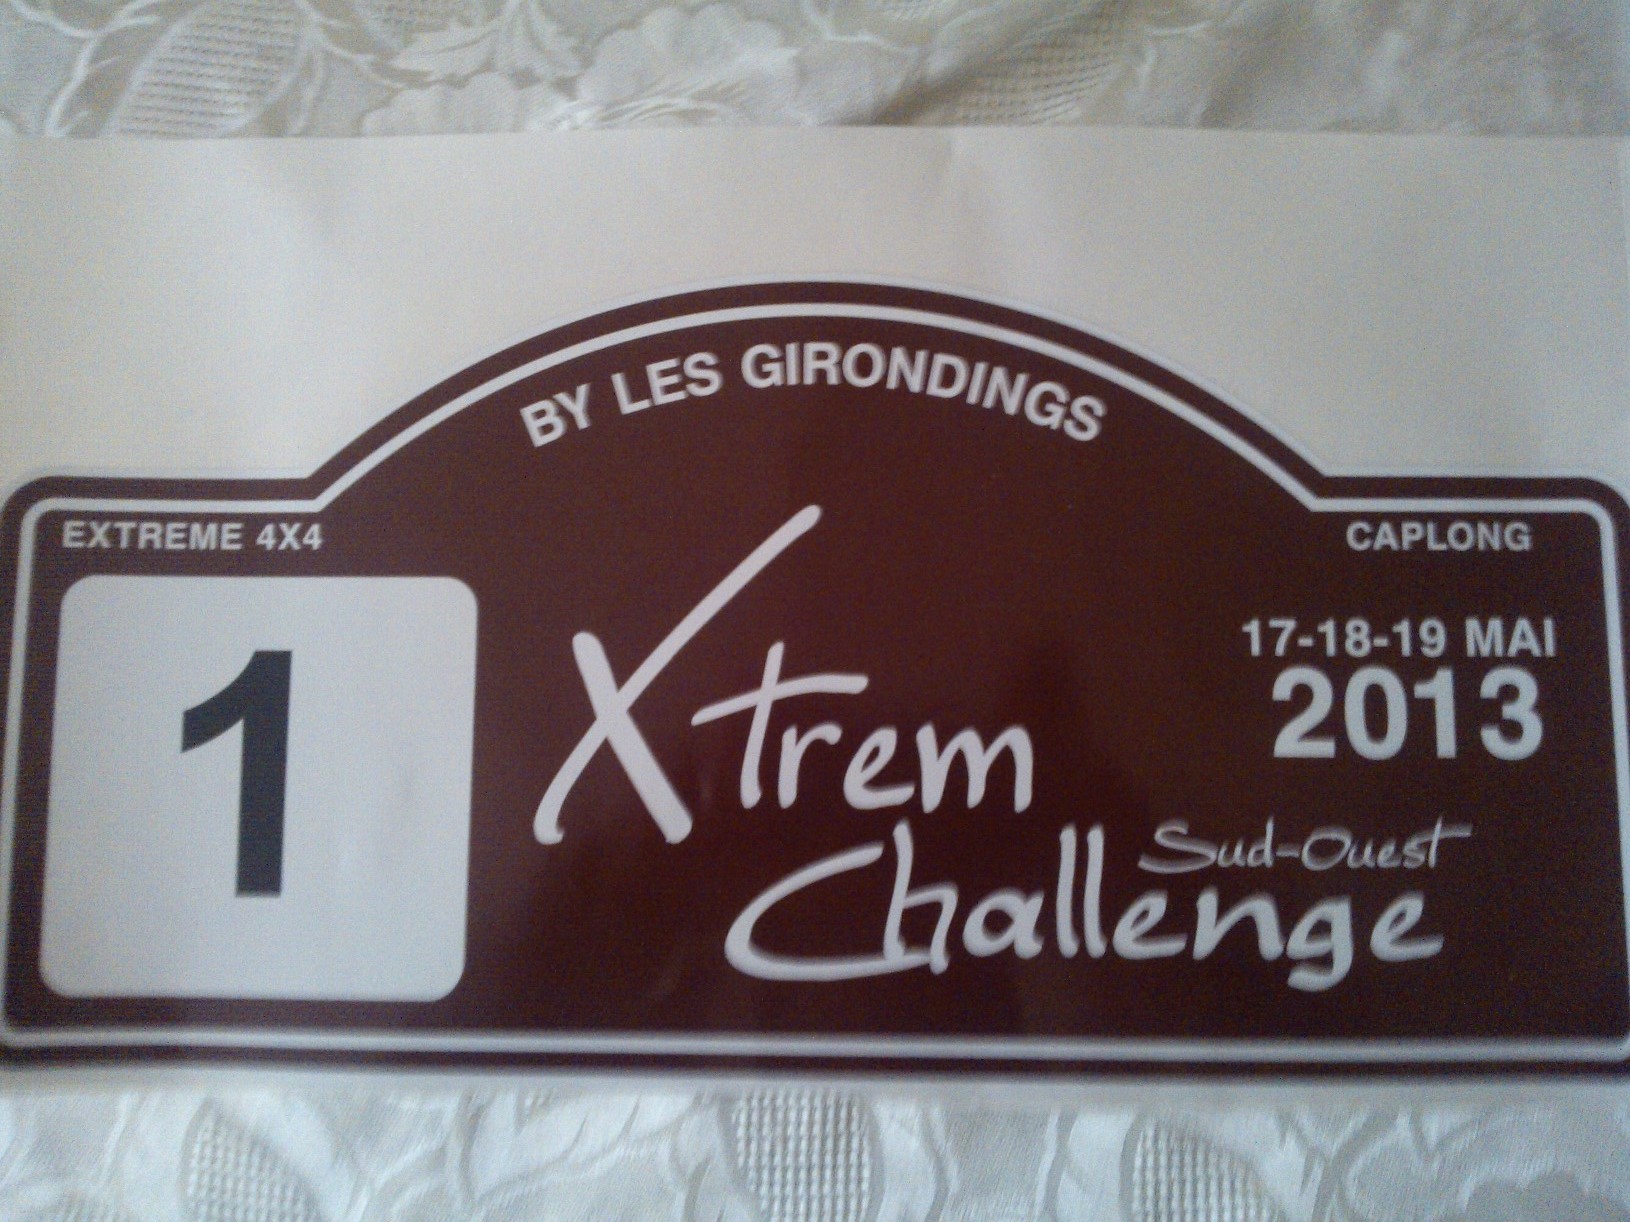 BY LES GIRONDINGS
EXTREME 4X4
CAPLONG
1
17-18-19 MAI
2013
Xtrem
Sud-Ouest
Challenge